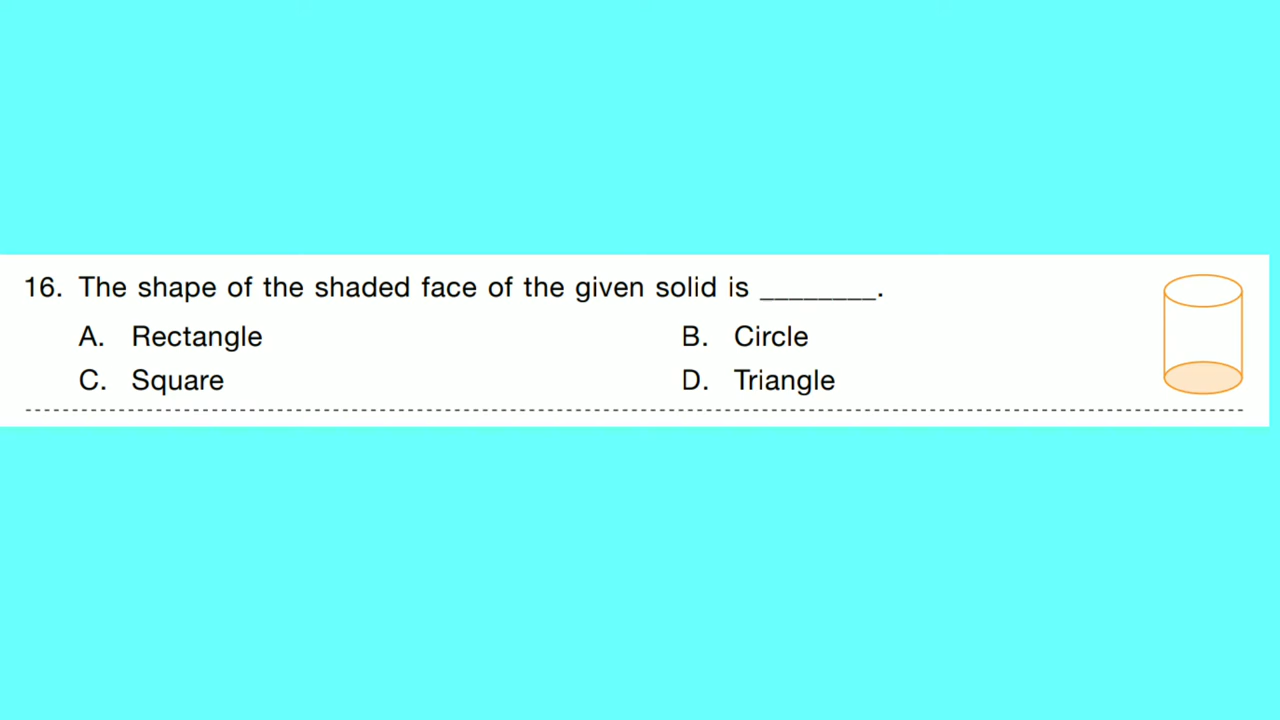 16. The shape of the shaded face of the given solid is ________.
A. Rectangle B. Circle
C. Square D. Triangle